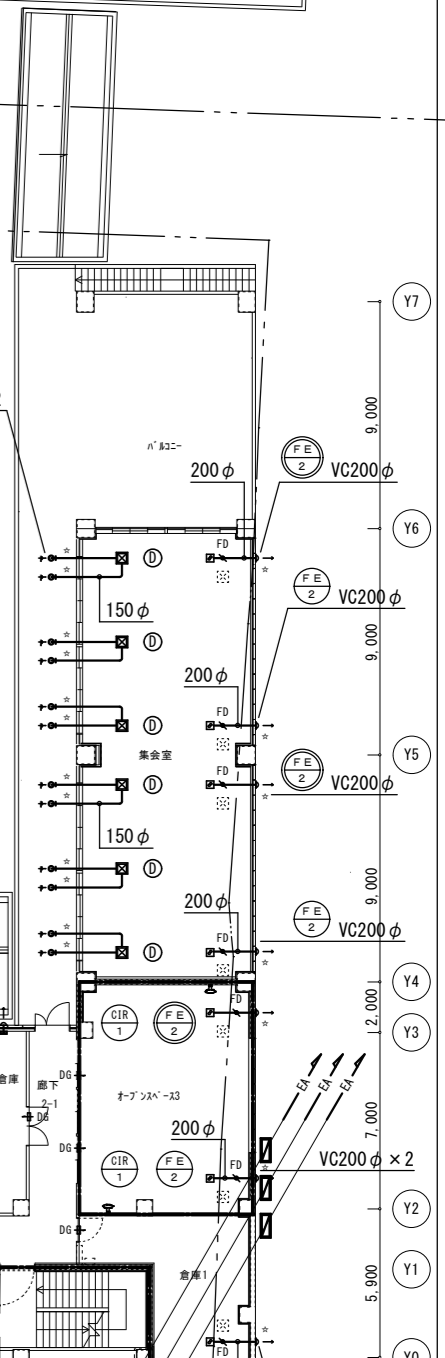 Y7
9,000
バルコニー
200φ
FE
2
VC200φ
Y6
FD
☆
☆
D
☆
☆
150φ
FE
2
VC200φ
9,000
☆
D
☆
200φ
☆
FD
☆
D
☆
集会室
Y5
FE
2
VC200φ
FD
☆
D
☆
☆
150φ
9,000
☆
D
☆
200φ
FE
2
VC200φ
☆
FD
☆
D
☆
Y4
FD
2,000
☆
CIR
1
FE
2
Y3
倉庫
廊下
2-1
DG
DG
オープンスペース3
EA
EA
EA
7,000
DG
200φ
CIR
1
FE
2
FD
☆
VC200φ×2
Y2
DG
倉庫1
Y1
5,900
☆
FD
Y0